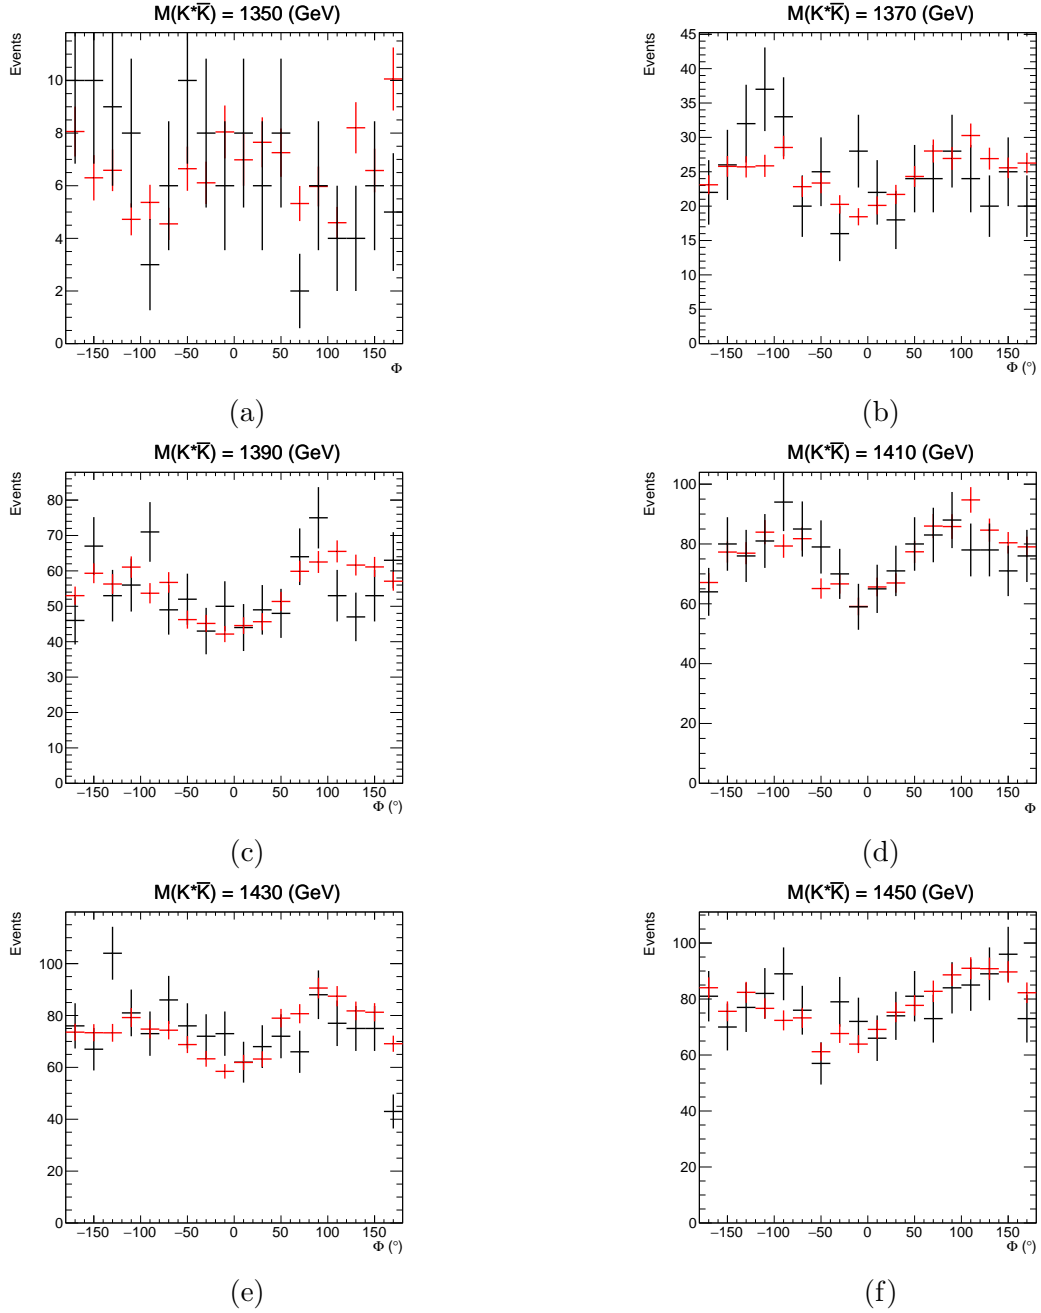 M(K*K̅) = 1350 (GeV)
Events
10
8
6
4
2
0
−150 −100 −50 0 50 100 150
Φ
(a)
M(K*K̅) = 1370 (GeV)
Events
45
40
35
30
25
20
15
10
5
0
−150 −100 −50 0 50 100 150
Φ (°)
(b)
M(K*K̅) = 1390 (GeV)
Events
80
70
60
50
40
30
20
10
0
−150 −100 −50 0 50 100 150
Φ (°)
(c)
M(K*K̅) = 1410 (GeV)
Events
100
80
60
40
20
0
−150 −100 −50 0 50 100 150
Φ
(d)
M(K*K̅) = 1430 (GeV)
Events
100
80
60
40
20
0
−150 −100 −50 0 50 100 150
Φ (°)
(e)
M(K*K̅) = 1450 (GeV)
Events
100
80
60
40
20
0
−150 −100 −50 0 50 100 150
Φ (°)
(f)